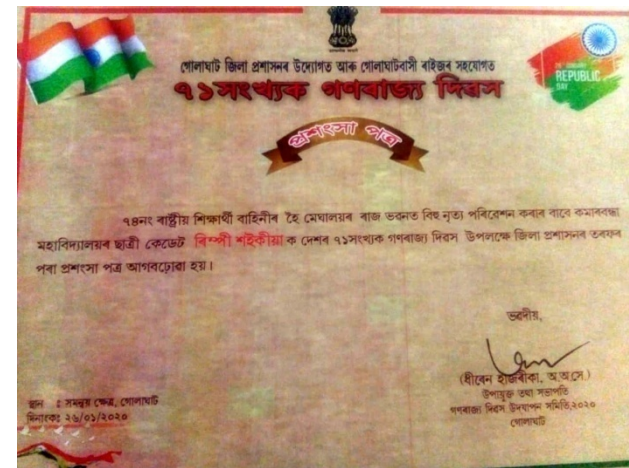 গোলাঘাট জিলা প্ৰশাসনৰ উদ্যোগত আৰু গোলাঘাটবাসী ৰাইজৰ সহযোগত
৭১সংখ্যক গণৰাজ্য দিৱস
REPUBLIC
DAY
প্ৰশংসা পত্ৰ
৭৪নং ৰাষ্ট্ৰীয় শিক্ষাৰ্থী বাহিনীৰ হৈ মেঘালয়ৰ ৰাজ ভৱনত বিহু নৃত্য পৰিবেশন কৰাৰ বাবে কমাৰবন্ধা
মহাবিদ্যালয়ৰ ছাত্ৰী কেডেট ৰিম্পী শইকীয়া ক দেশৰ ৭১সংখ্যক গণৰাজ্য দিৱস উপলক্ষে জিলা প্ৰশাসনৰ তৰফৰ
পৰা প্ৰশংসা পত্ৰ আগবঢ়োৱা হয়।
ভৱদীয়,
(ধীৰেন হাজৰীকা, অ.অ.সে.)
উপায়ুক্ত তথা সভাপতি
গণৰাজ্য দিৱস উদযাপন সমিতি,২০২০
গোলাঘাট
স্থান : সমন্বয় ক্ষেত্ৰ, গোলাঘাট
দিনাংক: ২৬/০১/২০২০